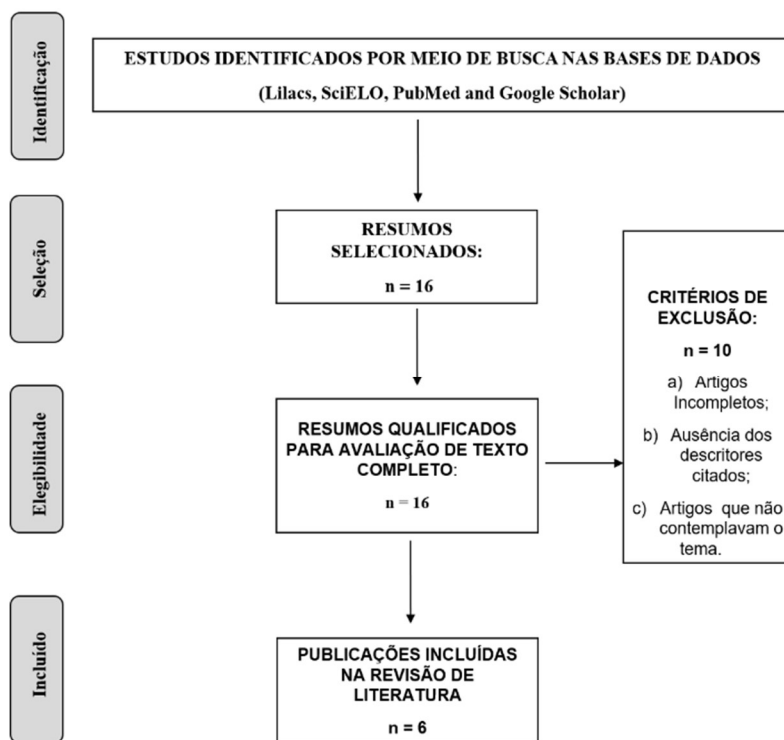 Identificação
ESTUDOS IDENTIFICADOS POR MEIO DE BUSCA NAS BASES DE DADOS
(Lilacs, SciELO, PubMed and Google Scholar)
Seleção
RESUMOS
SELECIONADOS:
n = 16
CRITÉRIOS DE
EXCLUSÃO:
n = 10
a) Artigos
Incompletos;
b) Ausência dos
descritores
citados;
c) Artigos que não
contemplavam o
tema.
Elegibilidade
RESUMOS QUALIFICADOS
PARA AVALIAÇÃO DE TEXTO
COMPLETO:
n = 16
Incluído
PUBLICAÇÕES INCLUÍDAS
NA REVISÃO DE
LITERATURA
n = 6